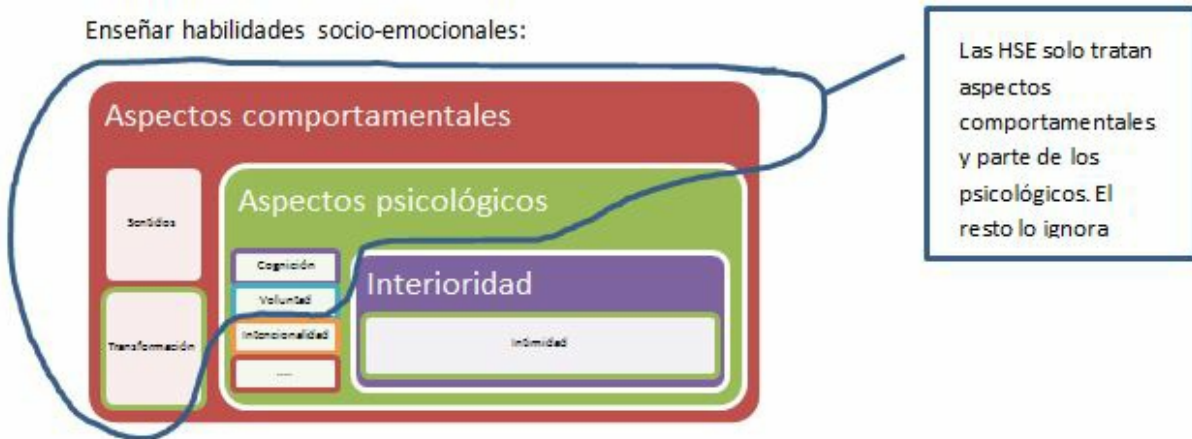 Enseñar habilidades socio-emocionales:
Aspectos comportamentales
Sentidos
Transformación
Aspectos psicológicos
Cognición
Voluntad
Intencionalidad
.....
Interioridad
Intimidad
Las HSE solo tratan
aspectos
comportamentales
y parte de los
psicológicos. El
resto lo ignora